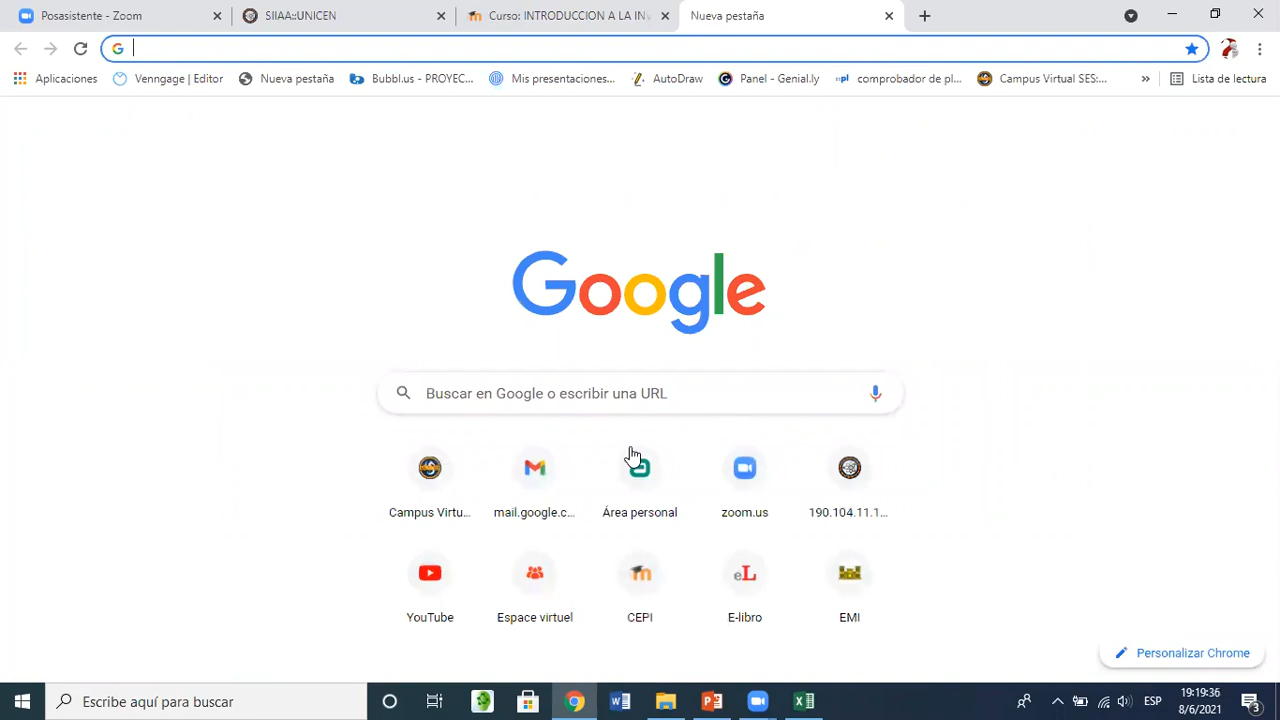 Posasistente - Zoom
SIIAA::UNICEN
Curso: INTRODUCCION A LA INV
Nueva pestaña
Aplicaciones
Venngage | Editor
Nueva pestaña
Bubbl.us - PROYEC...
Mis presentaciones...
AutoDraw
Panel - Genial.ly
comprobador de pl...
Campus Virtual SES:...
»
Lista de lectura
Google
Buscar en Google o escribir una URL
Campus Virtu...
mail.google.c...
Área personal
zoom.us
190.104.11.1...
YouTube
Espace virtuel
CEPI
E-libro
EMI
Personalizar Chrome
Escribe aquí para buscar
ESP
19:19:36
8/6/2021
3